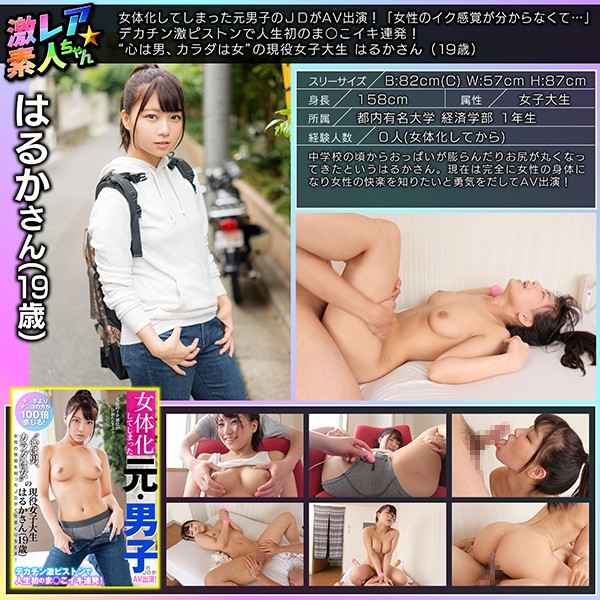 激レア
素人ちゃん
女体化してしまった元男子のJDがAV出演!「女性のイク感覚が分からなくて…」
デカチン激ピストンで人生初のま〇こイキ連発!
“心は男、カラダは女”の現役女子大生 はるかさん(19歳)
はるかさん(19歳)
スリーサイズ/B:82cm(C) W:57cm H:87cm
身長/158cm 属性/女子大生
所属/都内有名大学 経済学部 1年生
経験人数/0人(女体化してから)
中学校の頃からおっぱいが膨らんだりお尻が丸くなっ
てきたというはるかさん。現在は完全に女性の身体に
なり女性の快楽を知りたいと勇気をだしてAV出演!
100倍
感じる!
女体化
してしまった
元・男子
AV出演!
心は男、
カラダは女の
現役女子大生
はるかさん(19歳)
デカチン激ピストンで
人生初のま〇こイキ連発!